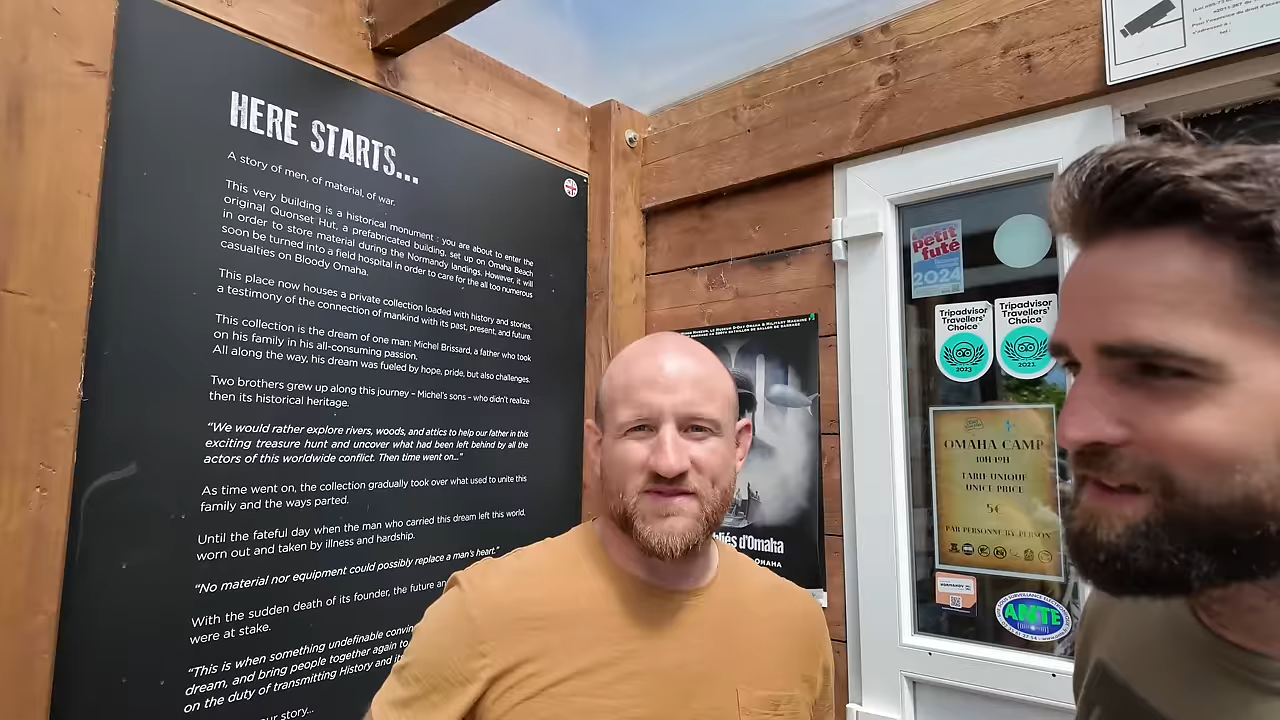 HERE STARTS...
A story of men, of material, of war.
This very building is a historical monument : you are about to enter the
original Quonset Hut, a prefabricated building, set up on Omaha Beach
in order to store material during the Normandy landings. However, it will
soon be turned into a field hospital in order to care for the all too numerous
casualties on Bloody Omaha.
This place now houses a private collection loaded with history and stories,
a testimony of the connection of mankind with its past, present, and future.
This collection is the dream of one man: Michel Brissard, a father who took
on his family in his all-consuming passion.
All along the way, his dream was fueled by hope, pride, but also challenges.
Two brothers grew up along this journey – Michel's sons – who didn't realize
then its historical heritage.
"We would rather explore rivers, woods, and attics to help our father in this
exciting treasure hunt and uncover what had been left behind by all the
actors of this worldwide conflict. Then time went on..."
As time went on, the collection gradually took over what used to unite this
family and the ways parted.
Until the fateful day when the man who carried this dream left this world,
worn out and taken by illness and hardship.
"No material nor equipment could possibly replace a man's heart."
With the sudden death of its founder, the future an
were at stake.
"This is when something undefinable convin
dream, and bring people together again to
on the duty of transmitting History and it
our story...
bliés d'Omaha
OMAHA
petit
futé
2024
Tripadvisor
Travellers'
Choice
2023
Tripadvisor
Travellers'
Choice
2021
OMAHA CAMP
10H-19H
TARIF UNIQUE
UNICE PRICE
5€
PAR PERSONNE/BY PERSON
NORMANDY
ANTE